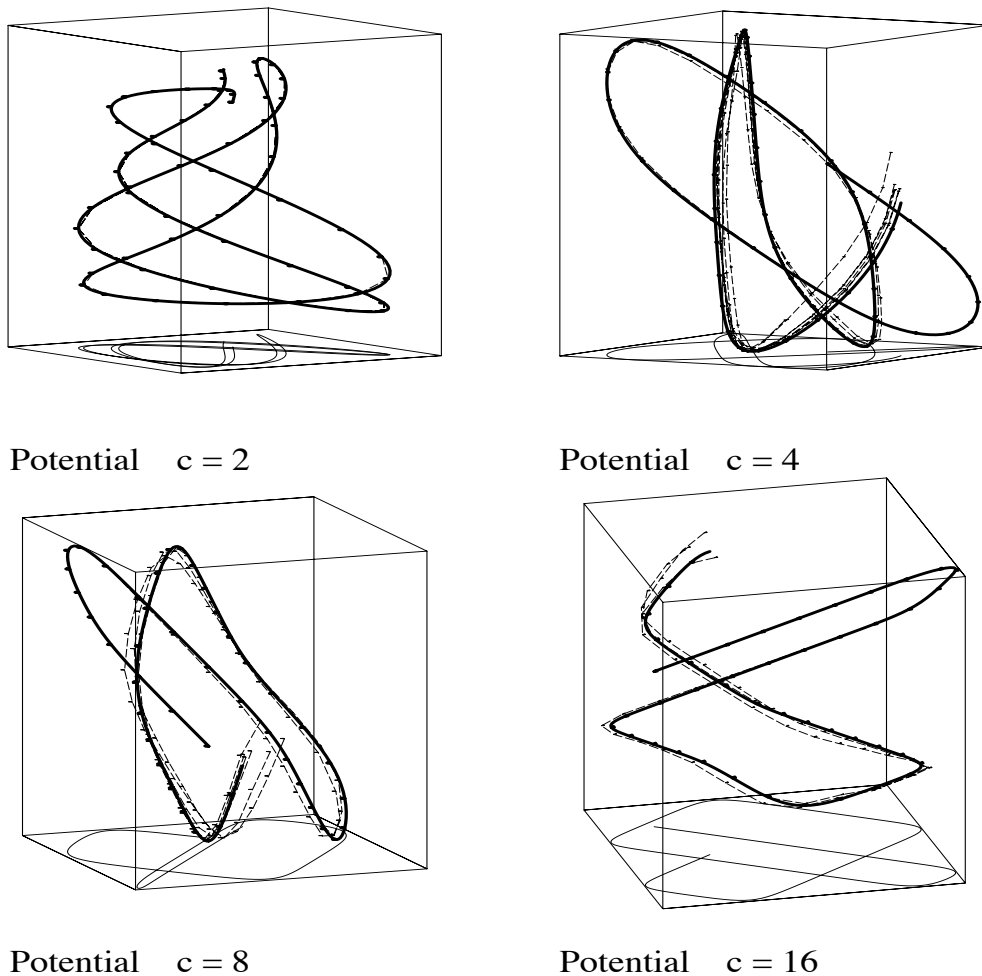 Potential c = 2
Potential c = 4
Potential c = 8
Potential c = 16